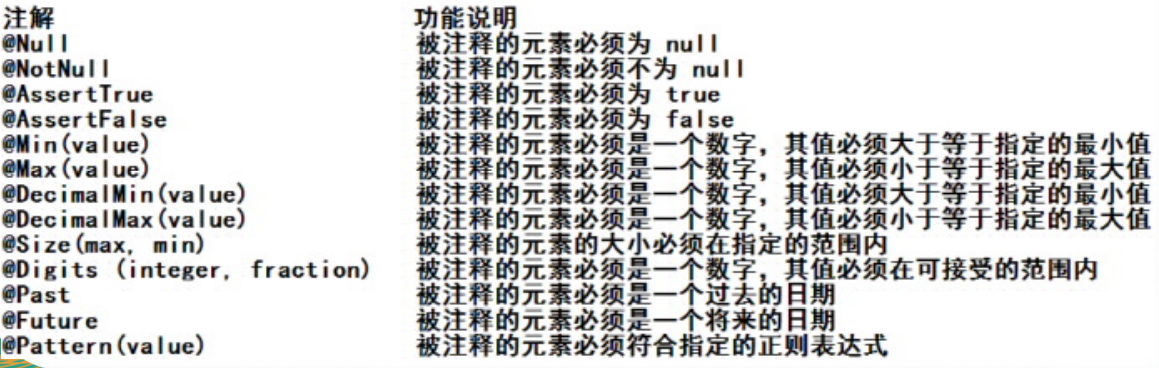 注解 功能说明
@Null 被注释的元素必须为 null
@NotNull 被注释的元素必须不为 null
@AssertTrue 被注释的元素必须为 true
@AssertFalse 被注释的元素必须为 false
@Min(value) 被注释的元素必须是一个数字，其值必须大于等于指定的最小值
@Max(value) 被注释的元素必须是一个数字，其值必须小于等于指定的最大值
@DecimalMin(value) 被注释的元素必须是一个数字，其值必须大于等于指定的最小值
@DecimalMax(value) 被注释的元素必须是一个数字，其值必须小于等于指定的最大值
@Size(max, min) 被注释的元素的大小必须在指定的范围内
@Digits (integer, fraction) 被注释的元素必须是一个数字，其值必须在可接受的范围内
@Past 被注释的元素必须是一个过去的日期
@Future 被注释的元素必须是一个将来的日期
@Pattern(value) 被注释的元素必须符合指定的正则表达式